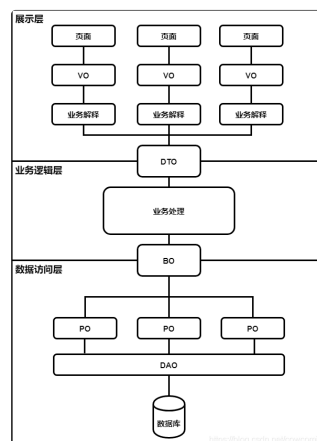 展示层
页面 页面 页面
VO VO VO
业务解释 业务解释 业务解释
DTO
业务逻辑层
业务处理
BO
数据访问层
PO PO PO
DAO
数据库